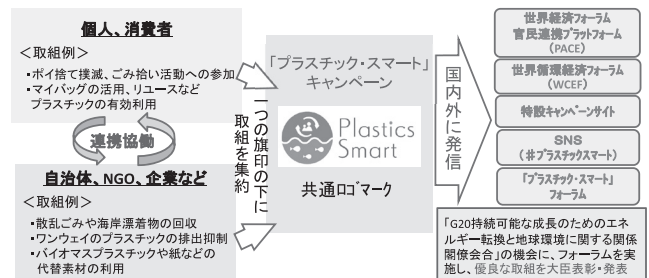 個人、消費者
＜取組例＞
・ポイ捨て撲滅、ごみ拾い活動への参加
・マイバッグの活用、リユースなど
プラスチックの有効利用
連携協働
自治体、NGO、企業など
＜取組例＞
・散乱ごみや海岸漂着物の回収
・ワンウェイのプラスチックの排出抑制
・バイオマスプラスチックや紙などの
代替素材の利用
一つの旗印の下に
取組を集約
「プラスチック・スマート」
キャンペーン
Plastics
Smart
共通ロゴマーク
国内外に発信
世界経済フォーラム
官民連携プラットフォーム
(PACE)
世界循環経済フォーラム
(WCEF)
特設キャンペーンサイト
SNS
(＃プラスチックスマート)
「プラスチック・スマート」
フォーラム
「G20持続可能な成長のためのエネ
ルギー転換と地球環境に関する関係
閣僚会合」の機会に、フォーラムを実
施し、優良な取組を大臣表彰・発表